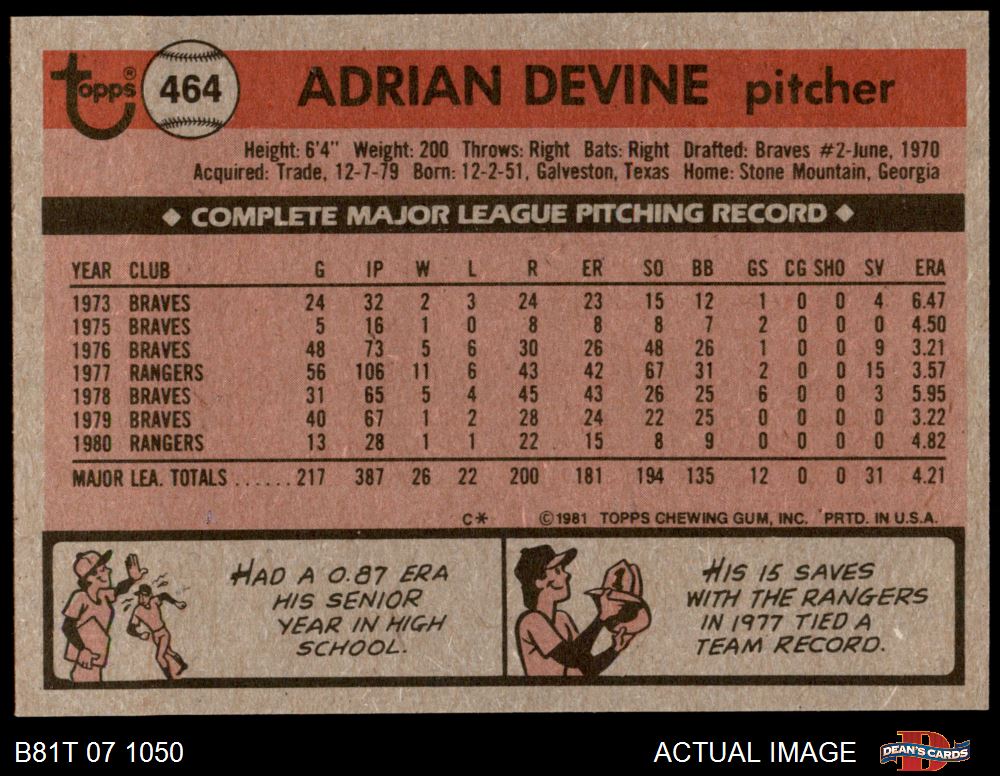 topps® 464 ADRIAN DEVINE pitcher
Height: 6'4" Weight: 200 Throws: Right Bats: Right Drafted: Braves #2-June, 1970
Acquired: Trade, 12-7-79 Born: 12-2-51, Galveston, Texas Home: Stone Mountain, Georgia
◆ COMPLETE MAJOR LEAGUE PITCHING RECORD ◆
YEAR CLUB G IP W L R ER SO BB GS CG SHO SV ERA
1973 BRAVES 24 32 2 3 24 23 15 12 1 0 0 4 6.47
1975 BRAVES 5 16 1 0 8 8 8 7 2 0 0 0 4.50
1976 BRAVES 48 73 5 6 30 26 48 26 1 0 0 9 3.21
1977 RANGERS 56 106 11 6 43 42 67 31 2 0 0 15 3.57
1978 BRAVES 31 65 5 4 45 43 26 25 6 0 0 3 5.95
1979 BRAVES 40 67 1 2 28 24 22 25 0 0 0 0 3.22
1980 RANGERS 13 28 1 1 22 15 8 9 0 0 0 0 4.82
MAJOR LEA. TOTALS ......217 387 26 22 200 181 194 135 12 0 0 31 4.21
C* ©1981 TOPPS CHEWING GUM, INC. PRTD. IN U.S.A.
HAD A 0.87 ERA
HIS SENIOR
YEAR IN HIGH
SCHOOL.
1
HIS 15 SAVES
WITH THE RANGERS
IN 1977 TIED A
TEAM RECORD.
B81T 07 1050 ACTUAL IMAGE D DEAN'S CARDS